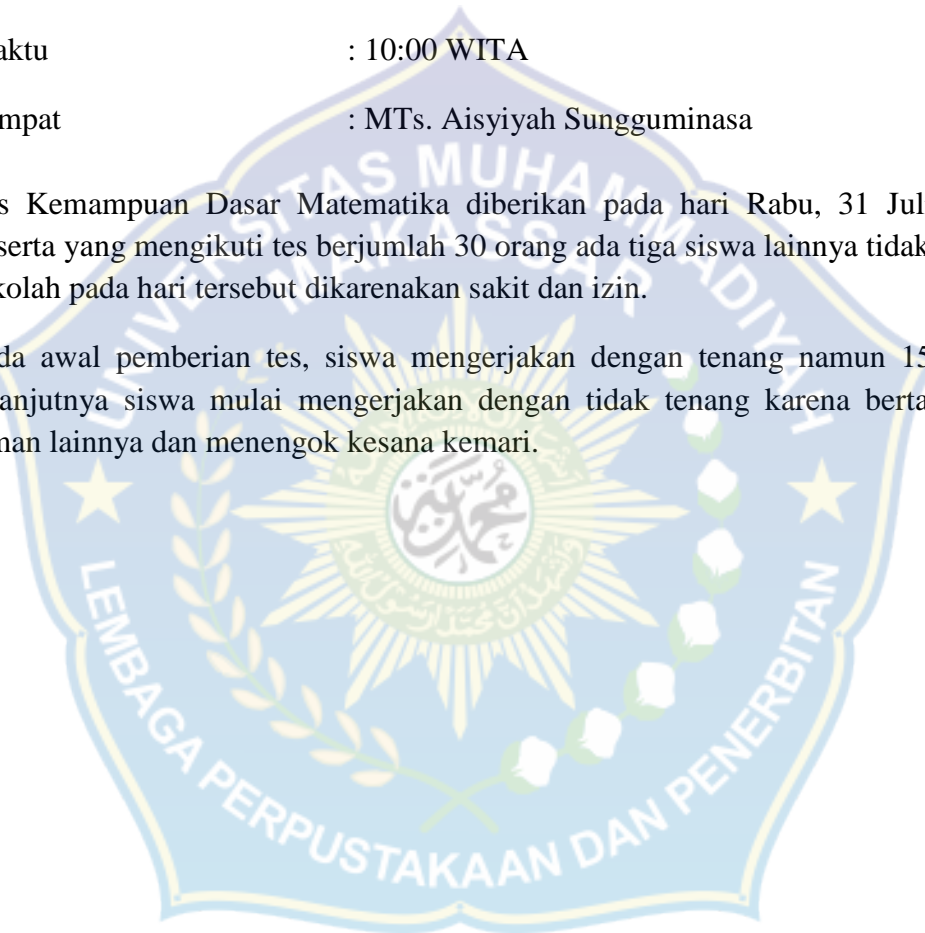 aktu : 10:00 WITA
mpat : MTs. Aisyiyah Sungguminasa
s Kemampuan Dasar Matematika diberikan pada hari Rabu, 31 Jul
serta yang mengikuti tes berjumlah 30 orang ada tiga siswa lainnya tidak
kolah pada hari tersebut dikarenakan sakit dan izin.
da awal pemberian tes, siswa mengerjakan dengan tenang namun 15
anjutnya siswa mulai mengerjakan dengan tidak tenang karena berta
man lainnya dan menengok kesana kemari.
UNIVERSITAS MUHAMMADIYAH
MAKASSAR
LEMBAGA PERPUSTAKAAN DAN PENERBITAN